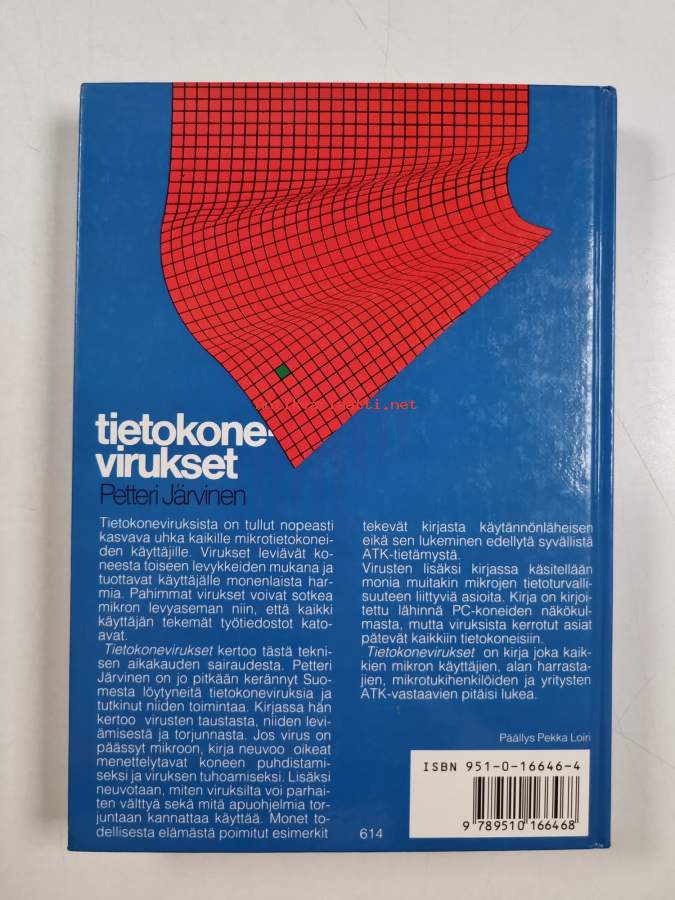 markkinatatti.net
tietokone-
virukset
Petteri Järvinen
Tietokoneviruksista on tullut nopeasti
kasvava uhka kaikille mikrotietokonei-
den käyttäjille. Virukset leviävät ko-
neesta toiseen levykkeiden mukana ja
tuottavat käyttäjälle monenlaista har-
mia. Pahimmat virukset voivat sotkea
mikron levyaseman niin, että kaikki
käyttäjän tekemät työtiedostot kato-
avat.
Tietokonevirukset kertoo tästä tekni-
sen aikakauden sairaudesta. Petteri
Järvinen on jo pitkään kerännyt Suo-
mesta löytyneitä tietokoneviruksia ja
tutkinut niiden toimintaa. Kirjassa hän
kertoo virusten taustasta, niiden levi-
ämisestä ja torjunnasta. Jos virus on
päässyt mikroon, kirja neuvoo oikeat
menettelytavat koneen puhdistami-
seksi ja viruksen tuhoamiseksi. Lisäksi
neuvotaan, miten viruksilta voi parhai-
ten välttyä sekä mitä apuohjelmia tor-
juntaan kannattaa käyttää. Monet to-
dellisesta elämästä poimitut esimerkit
tekevät kirjasta käytännönläheisen
eikä sen lukeminen edellytä syvällistä
ATK-tietämystä.
Virusten lisäksi kirjassa käsitellään
monia muitakin mikrojen tietoturvalli-
suuteen liittyviä asioita. Kirja on kirjoi-
tettu lähinnä PC-koneiden näkökul-
masta, mutta viruksista kerrotut asiat
pätevät kaikkiin tietokoneisiin.
Tietokonevirukset on kirja joka kaik-
kien mikron käyttäjien, alan harrasta-
jien, mikrotukihenkilöiden ja yritysten
ATK-vastaavien pitäisi lukea.
Päällys Pekka Loiri
ISBN 951-0-16646-4
9 789510 166468
614